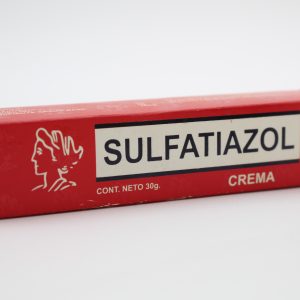 SULFATIAZOL
CONT. NETO 30g.
CREMA